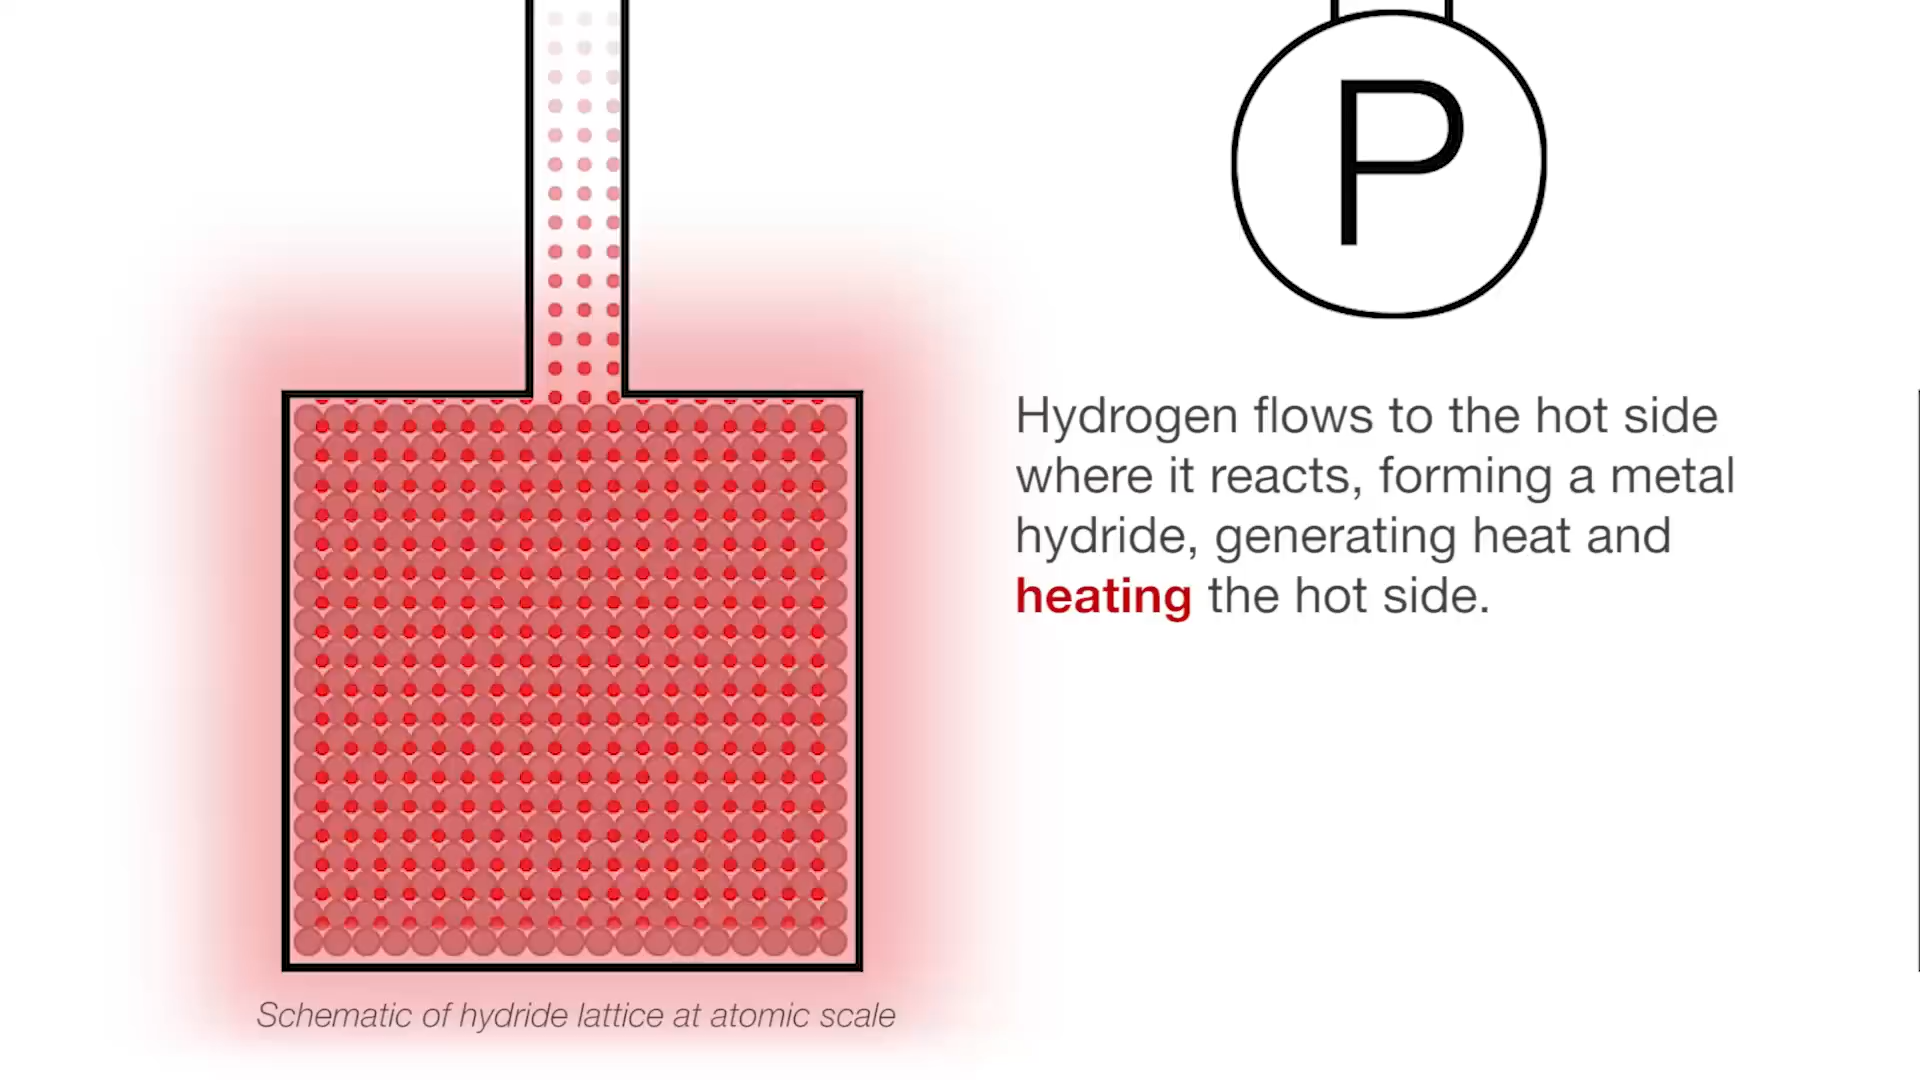 P
Hydrogen flows to the hot side
where it reacts, forming a metal
hydride, generating heat and
heating the hot side.
Schematic of hydride lattice at atomic scale